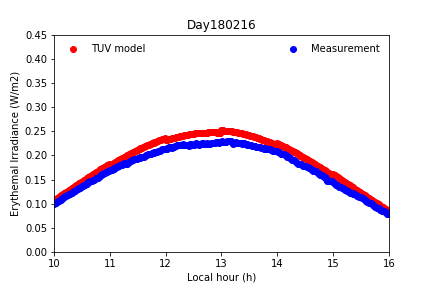 Day180216
TUV model
Measurement
0.45
0.40
0.35
0.30
0.25
0.20
0.15
0.10
0.05
0.00
Erythemal Irradiance (W/m2)
10 11 12 13 14 15 16
Local hour (h)